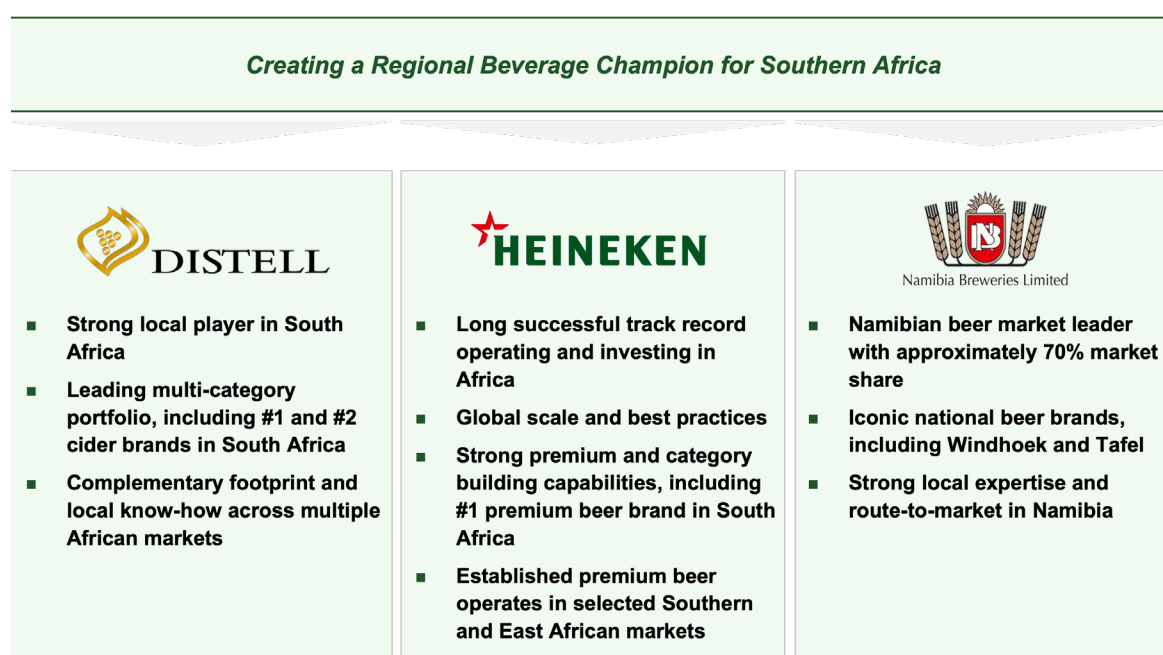 Creating a Regional Beverage Champion for Southern Africa
DISTELL
Strong local player in South
Africa
Leading multi-category
portfolio, including #1 and #2
cider brands in South Africa
Complementary footprint and
local know-how across multiple
African markets
HEINEKEN
Long successful track record
operating and investing in
Africa
Global scale and best practices
Strong premium and category
building capabilities, including
#1 premium beer brand in South
Africa
Established premium beer
operates in selected Southern
and East African markets
NB
Namibia Breweries Limited
Namibian beer market leader
with approximately 70% market
share
Iconic national beer brands,
including Windhoek and Tafel
Strong local expertise and
route-to-market in Namibia